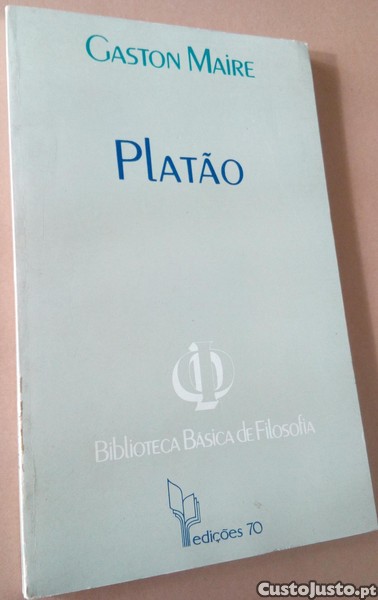 Gaston Maire
Platão
Biblioteca Básica de Filosofia
edições 70
CustoJusto.pt